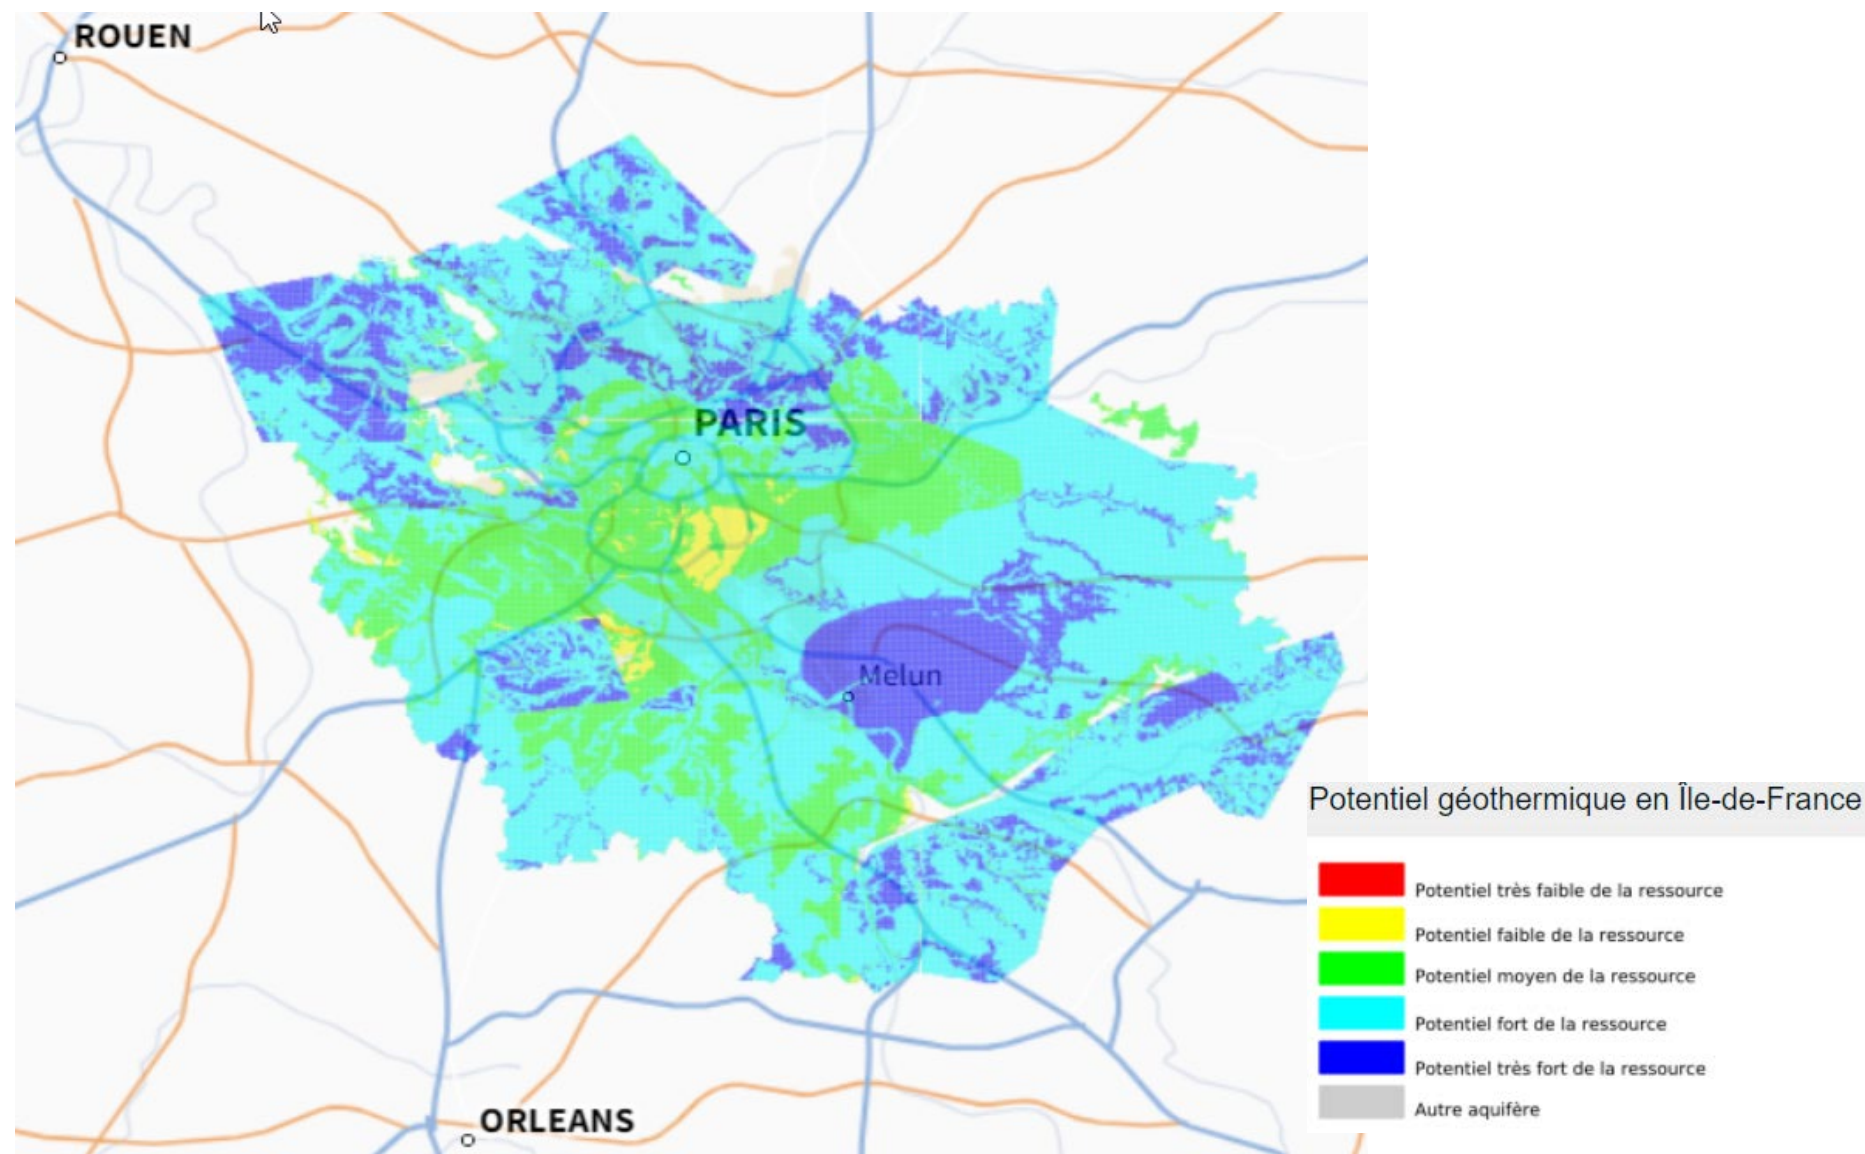 ROUEN
PARIS
Melun
ORLEANS
Potentiel géothermique en Île-de-France
Potentiel très faible de la ressource
Potentiel faible de la ressource
Potentiel moyen de la ressource
Potentiel fort de la ressource
Potentiel très fort de la ressource
Autre aquifère